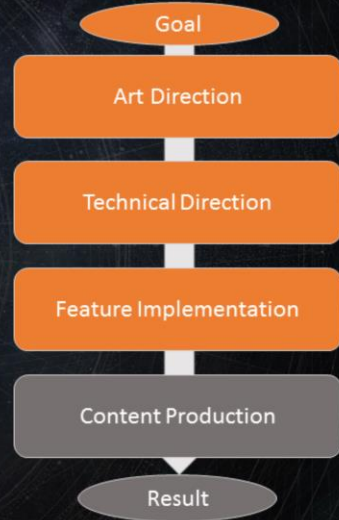 Goal
Art Direction
Technical Direction
Feature Implementation
Content Production
Result